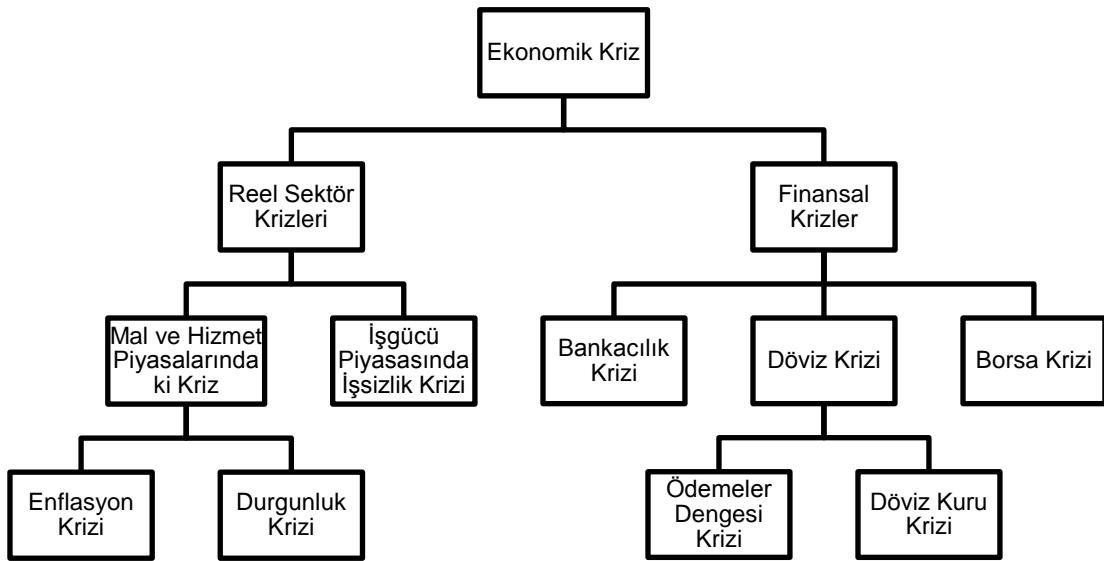 Ekonomik Kriz
Reel Sektör
Krizleri
Finansal
Krizler
Mal ve Hizmet
Piyasalarında
ki Kriz
İşgücü
Piyasasında
İşsizlik Krizi
Bankacılık
Krizi
Döviz Krizi
Borsa Krizi
Enflasyon
Krizi
Durgunluk
Krizi
Ödemeler
Dengesi
Krizi
Döviz Kuru
Krizi